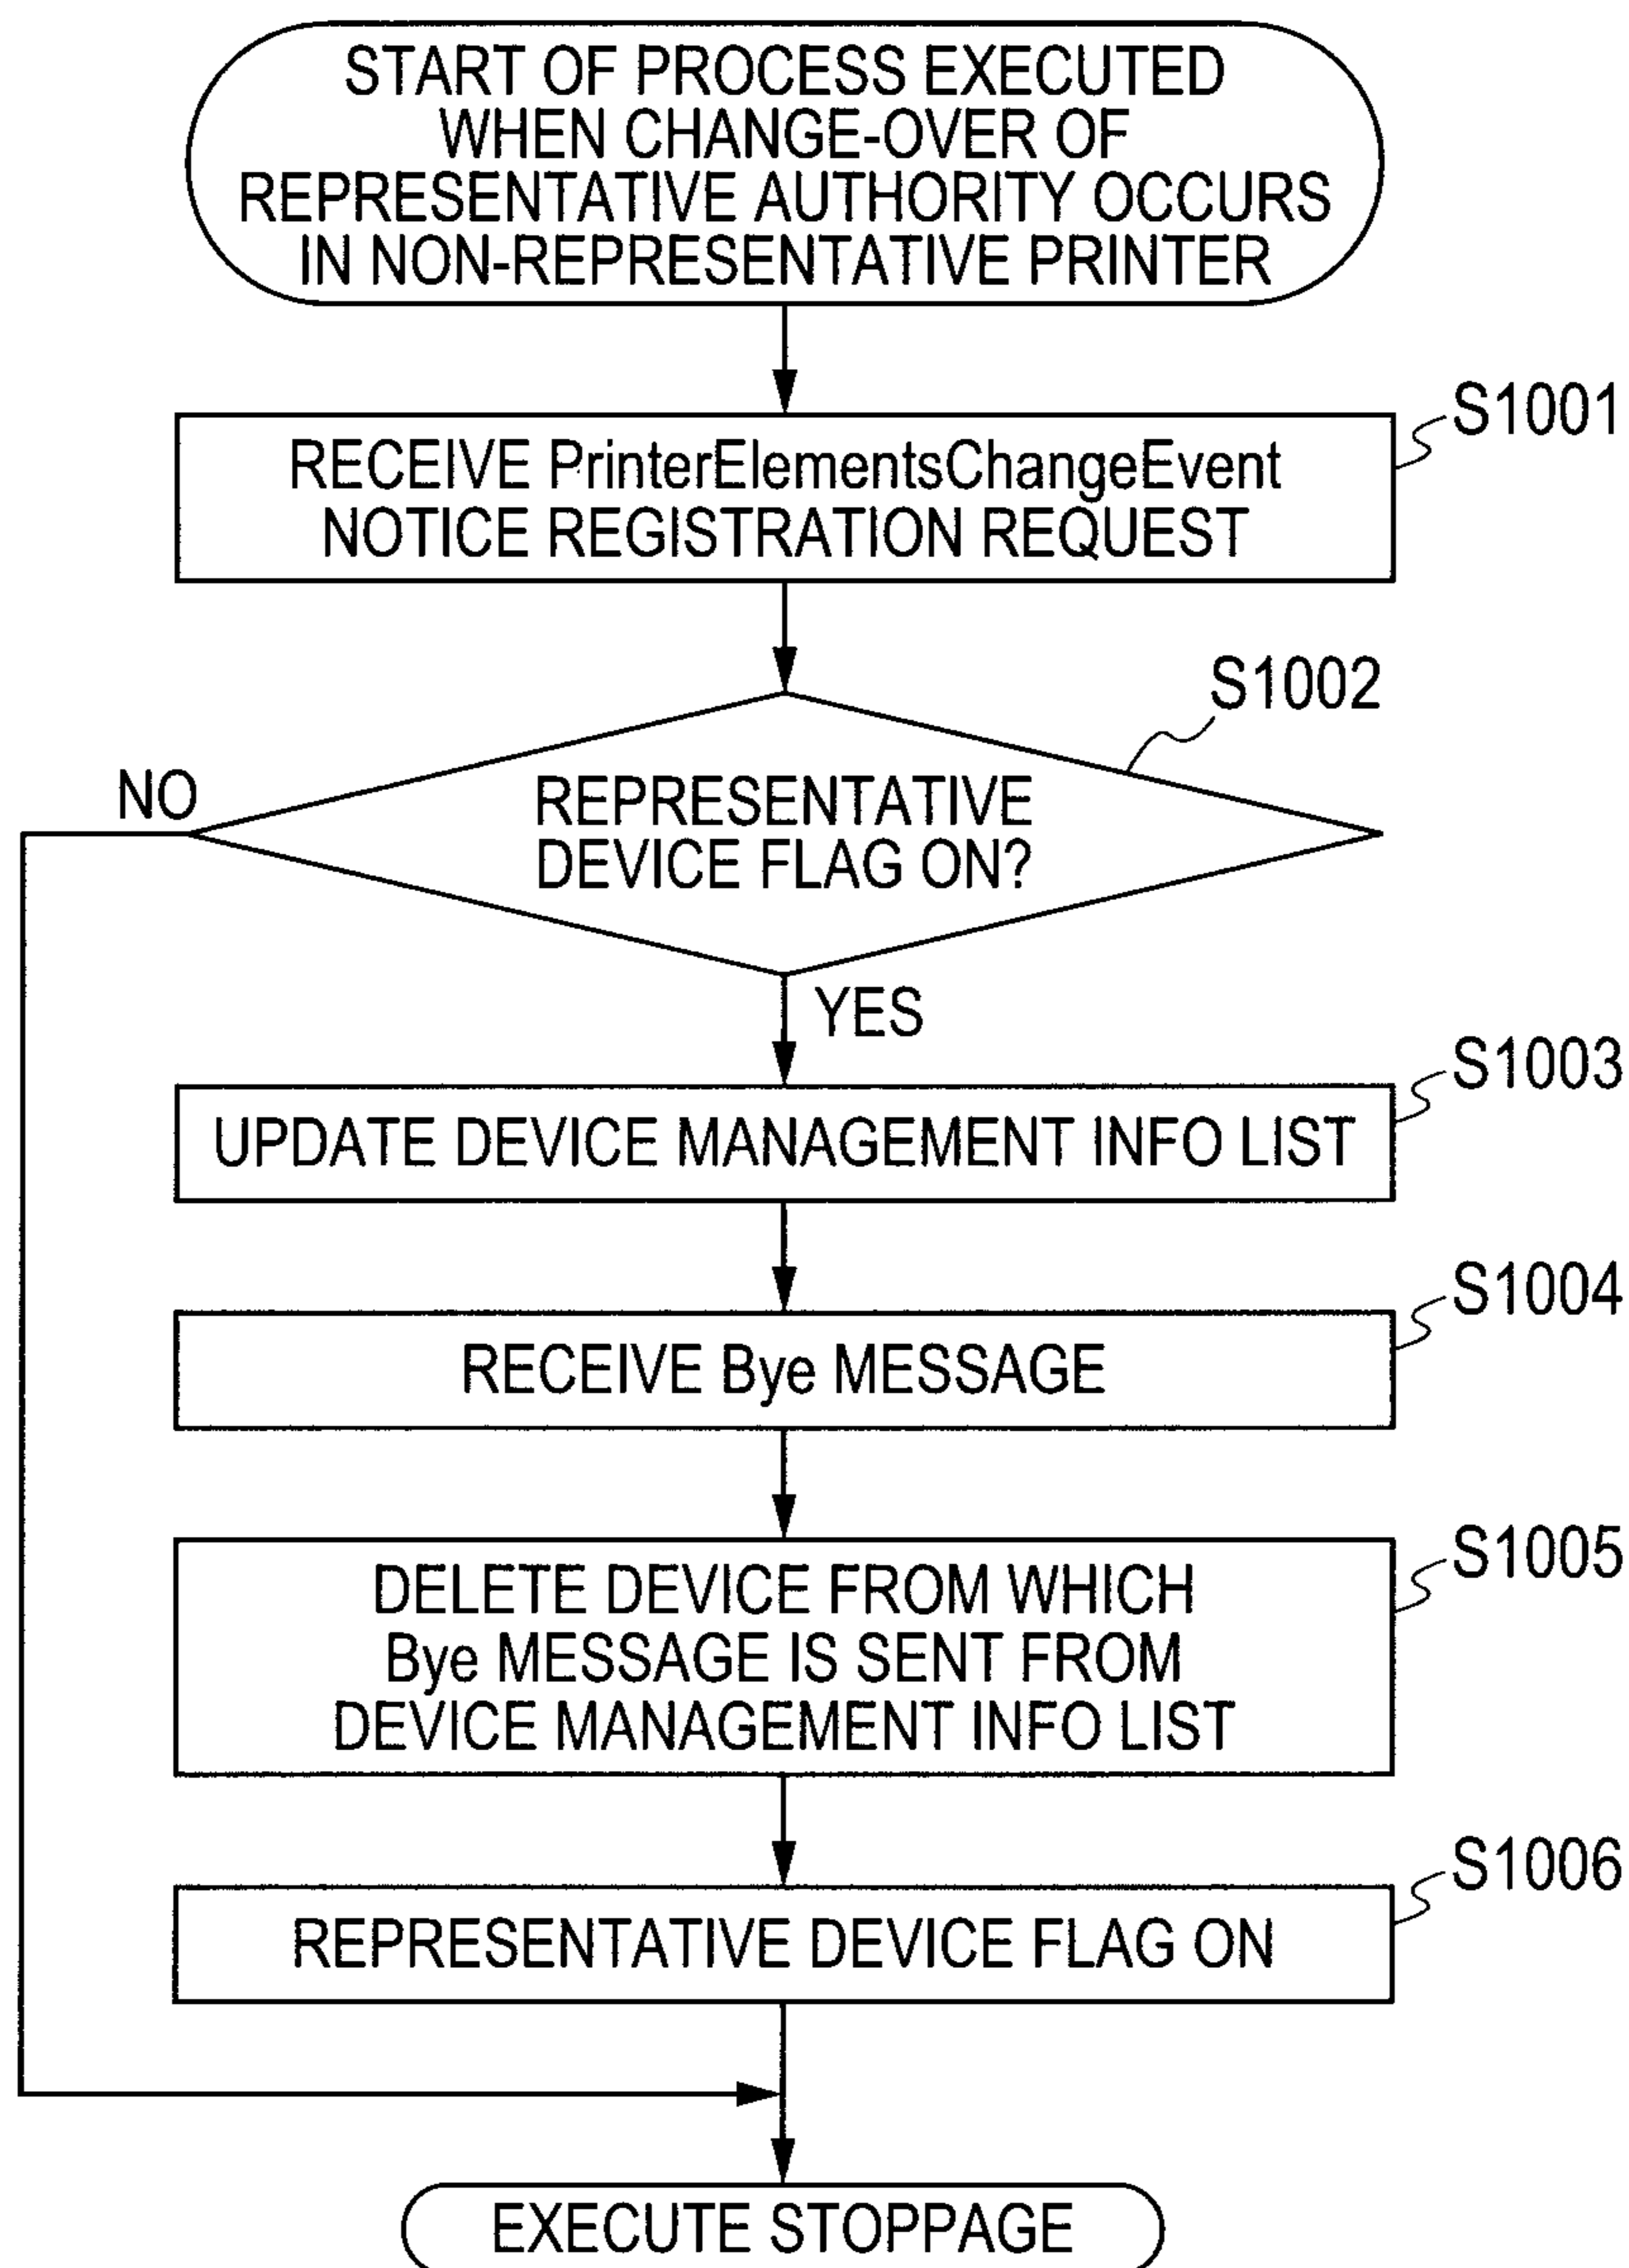 START OF PROCESS EXECUTED
WHEN CHANGE-OVER OF
REPRESENTATIVE AUTHORITY OCCURS
IN NON-REPRESENTATIVE PRINTER
S1001
RECEIVE PrinterElementsChangeEvent
NOTICE REGISTRATION REQUEST
S1002
NO
REPRESENTATIVE
DEVICE FLAG ON?
YES
S1003
UPDATE DEVICE MANAGEMENT INFO LIST
S1004
RECEIVE Bye MESSAGE
S1005
DELETE DEVICE FROM WHICH
Bye MESSAGE IS SENT FROM
DEVICE MANAGEMENT INFO LIST
S1006
REPRESENTATIVE DEVICE FLAG ON
EXECUTE STOPPAGE